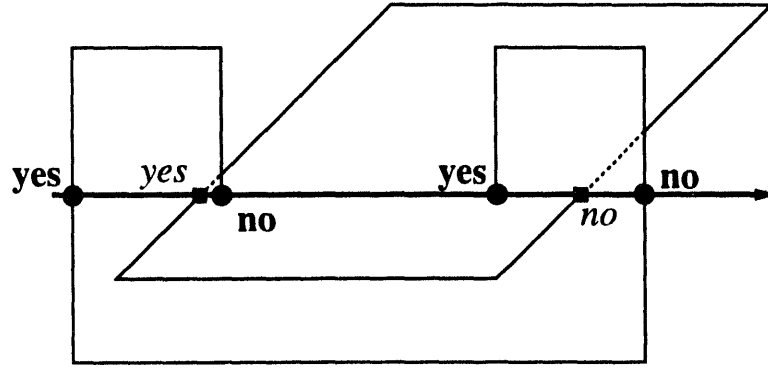 yes yes yes no
no no